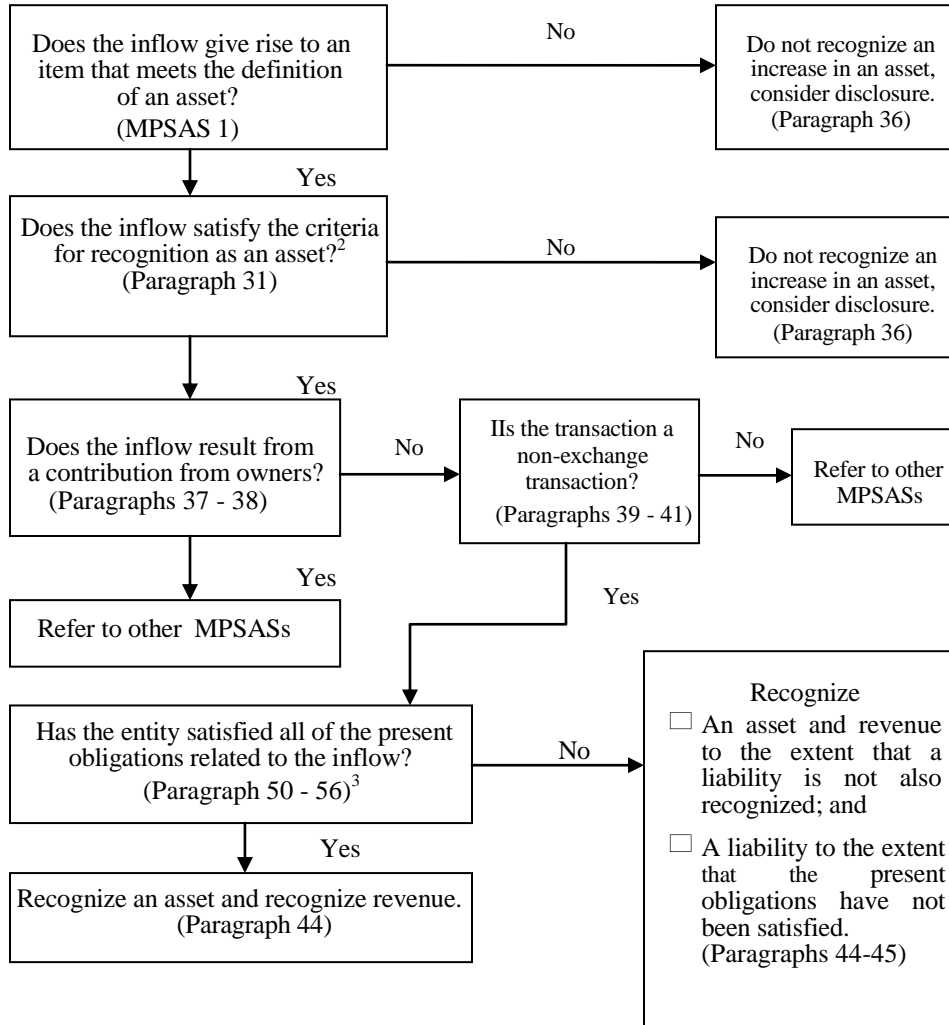 Does the inflow give rise to an
item that meets the definition
of an asset?
(MPSAS 1)
No
Do not recognize an
increase in an asset,
consider disclosure.
(Paragraph 36)
Yes
Does the inflow satisfy the criteria
for recognition as an asset?2
(Paragraph 31)
No
Do not recognize an
increase in an asset,
consider disclosure.
(Paragraph 36)
Yes
Does the inflow result from
a contribution from owners?
(Paragraphs 37 - 38)
No
IIs the transaction a
non-exchange
transaction?
(Paragraphs 39 - 41)
No
Refer to other
MPSASs
Yes
Refer to other MPSASs
Yes
Has the entity satisfied all of the present
obligations related to the inflow?
(Paragraph 50 - 56)3
No
Recognize
An asset and revenue
to the extent that a
liability is not also
recognized; and
A liability to the extent
that the present
obligations have not
been satisfied.
(Paragraphs 44-45)
Yes
Recognize an asset and recognize revenue.
(Paragraph 44)